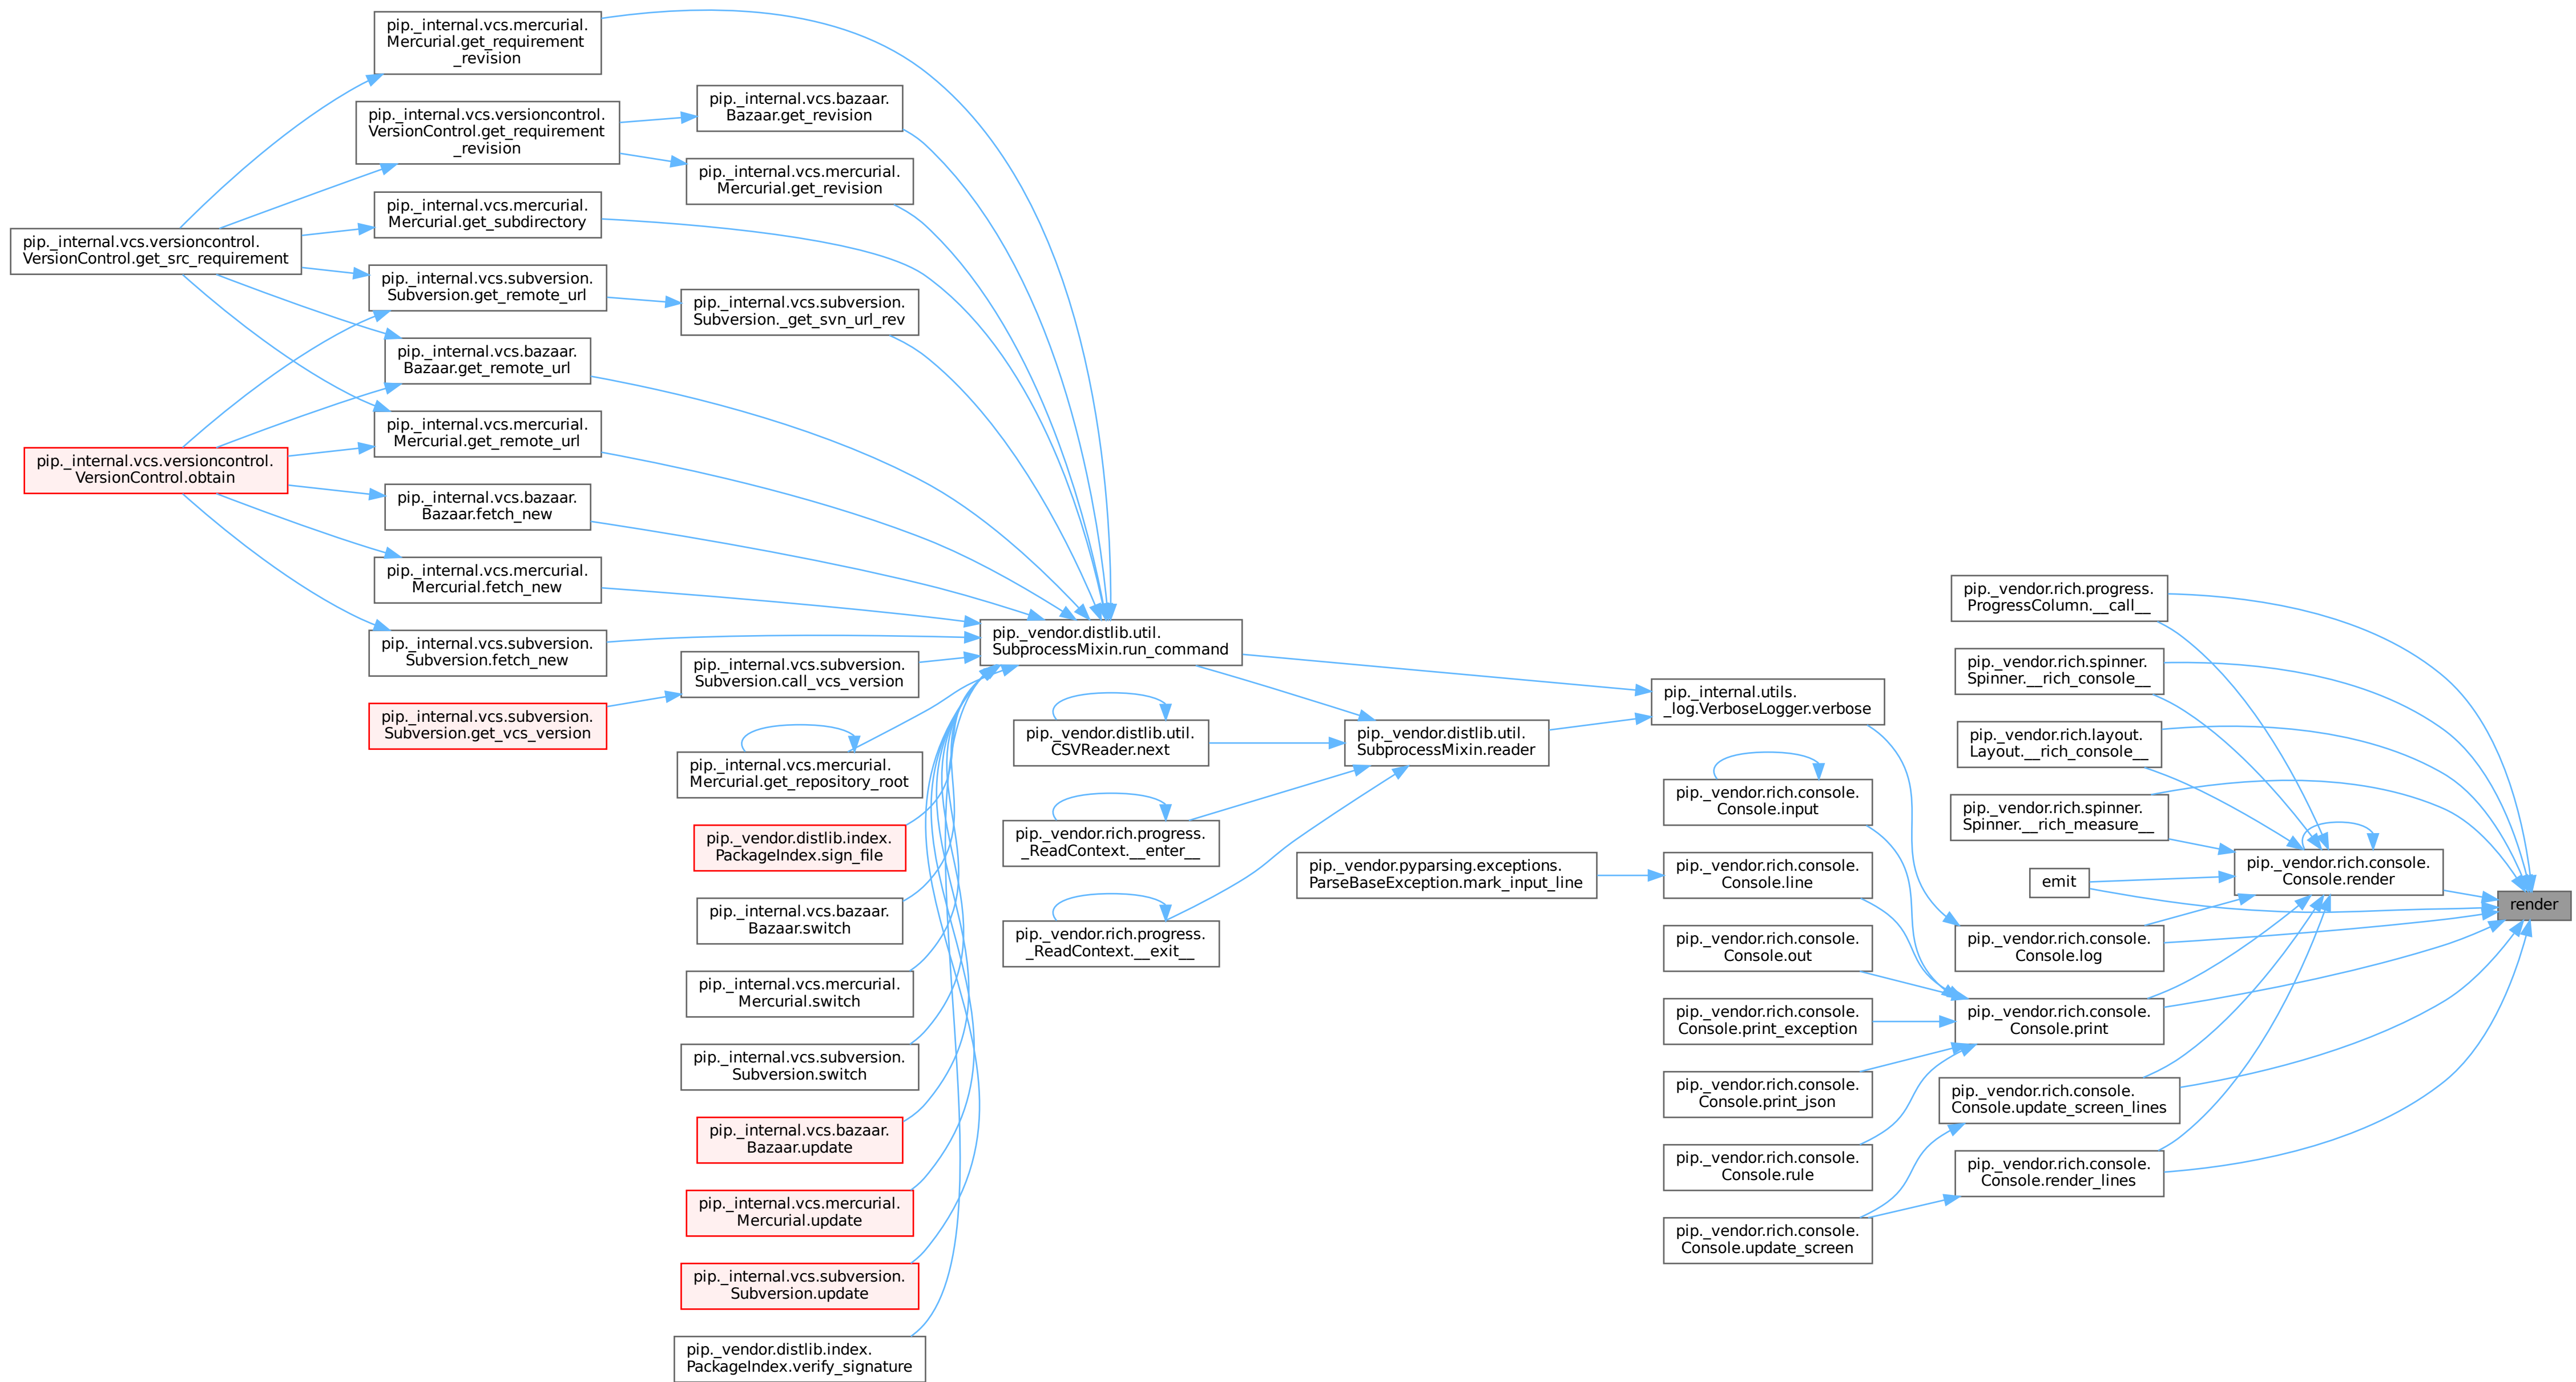 pip._internal.vcs.mercurial.
Mercurial.get_requirement
_revision
pip._internal.vcs.versioncontrol.
VersionControl.get_requirement
_revision
pip._internal.vcs.mercurial.
Mercurial.get_subdirectory
pip._internal.vcs.versioncontrol.
VersionControl.get_src_requirement
pip._internal.vcs.subversion.
Subversion.get_remote_url
pip._internal.vcs.bazaar.
Bazaar.get_remote_url
pip._internal.vcs.mercurial.
Mercurial.get_remote_url
pip._internal.vcs.versioncontrol.
VersionControl.obtain
pip._internal.vcs.bazaar.
Bazaar.fetch_new
pip._internal.vcs.mercurial.
Mercurial.fetch_new
pip._internal.vcs.subversion.
Subversion.fetch_new
pip._internal.vcs.subversion.
Subversion.get_vcs_version
pip._internal.vcs.bazaar.
Bazaar.get_revision
pip._internal.vcs.mercurial.
Mercurial.get_revision
pip._internal.vcs.subversion.
Subversion._get_svn_url_rev
pip._internal.vcs.subversion.
Subversion.call_vcs_version
pip._internal.vcs.mercurial.
Mercurial.get_repository_root
pip._vendor.distlib.index.
PackageIndex.sign_file
pip._internal.vcs.bazaar.
Bazaar.switch
pip._internal.vcs.mercurial.
Mercurial.switch
pip._internal.vcs.subversion.
Subversion.switch
pip._internal.vcs.bazaar.
Bazaar.update
pip._internal.vcs.mercurial.
Mercurial.update
pip._internal.vcs.subversion.
Subversion.update
pip._vendor.distlib.index.
PackageIndex.verify_signature
pip._vendor.distlib.util.
SubprocessMixin.run_command
pip._vendor.distlib.util.
CSVReader.next
pip._vendor.rich.progress.
_ReadContext.__enter__
pip._vendor.rich.progress.
_ReadContext.__exit__
pip._vendor.distlib.util.
SubprocessMixin.reader
pip._vendor.pyparsing.exceptions.
ParseBaseException.mark_input_line
pip._internal.utils.
_log.VerboseLogger.verbose
pip._vendor.rich.console.
Console.input
pip._vendor.rich.console.
Console.line
pip._vendor.rich.console.
Console.out
pip._vendor.rich.console.
Console.print_exception
pip._vendor.rich.console.
Console.print_json
pip._vendor.rich.console.
Console.rule
pip._vendor.rich.console.
Console.update_screen
pip._vendor.rich.progress.
ProgressColumn.__call__
pip._vendor.rich.spinner.
Spinner.__rich_console__
pip._vendor.rich.layout.
Layout.__rich_console__
pip._vendor.rich.spinner.
Spinner.__rich_measure__
emit
pip._vendor.rich.console.
Console.log
pip._vendor.rich.console.
Console.print
pip._vendor.rich.console.
Console.update_screen_lines
pip._vendor.rich.console.
Console.render_lines
pip._vendor.rich.console.
Console.render
render